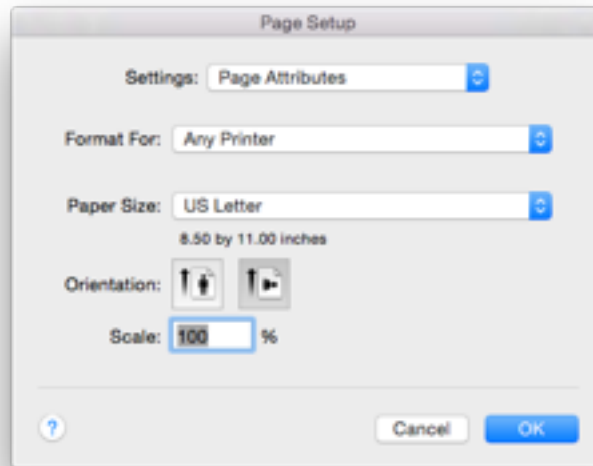 Page Setup
Settings: Page Attributes
Format For: Any Printer
Paper Size: US Letter
8.50 by 11.00 inches
Orientation:
Scale: 100 %
? Cancel OK